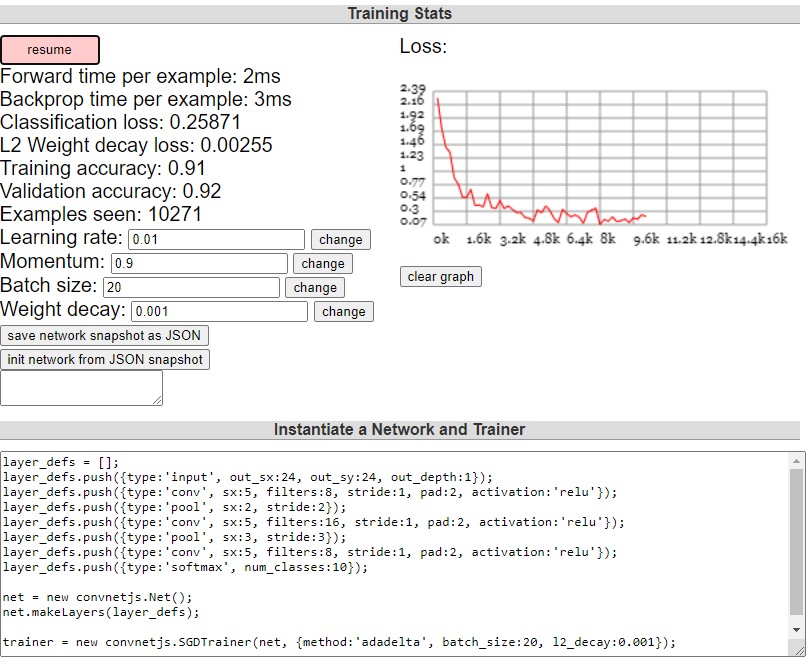 Training Stats
resume
Forward time per example: 2ms
Backprop time per example: 3ms
Classification loss: 0.25871
L2 Weight decay loss: 0.00255
Training accuracy: 0.91
Validation accuracy: 0.92
Examples seen: 10271
Learning rate: 0.01 change
Momentum: 0.9 change
Batch size: 20 change
Weight decay: 0.001 change
save network snapshot as JSON
init network from JSON snapshot
Loss:
2.39
2.16
1.92
1.69
1.46
1.23
1
0.77
0.54
0.3
0.07
0k 1.6k 3.2k 4.8k 6.4k 8k 9.6k 11.2k 12.8k 14.4k 16k
clear graph
Instantiate a Network and Trainer
layer_defs = [];
layer_defs.push({type:'input', out_sx:24, out_sy:24, out_depth:1});
layer_defs.push({type:'conv', sx:5, filters:8, stride:1, pad:2, activation:'relu'});
layer_defs.push({type:'pool', sx:2, stride:2});
layer_defs.push({type:'conv', sx:5, filters:16, stride:1, pad:2, activation:'relu'});
layer_defs.push({type:'pool', sx:3, stride:3});
layer_defs.push({type:'conv', sx:5, filters:8, stride:1, pad:2, activation:'relu'});
layer_defs.push({type:'softmax', num_classes:10});
net = new convnetjs.Net();
net.makeLayers(layer_defs);
trainer = new convnetjs.SGDTrainer(net, {method:'adadelta', batch_size:20, l2_decay:0.001});